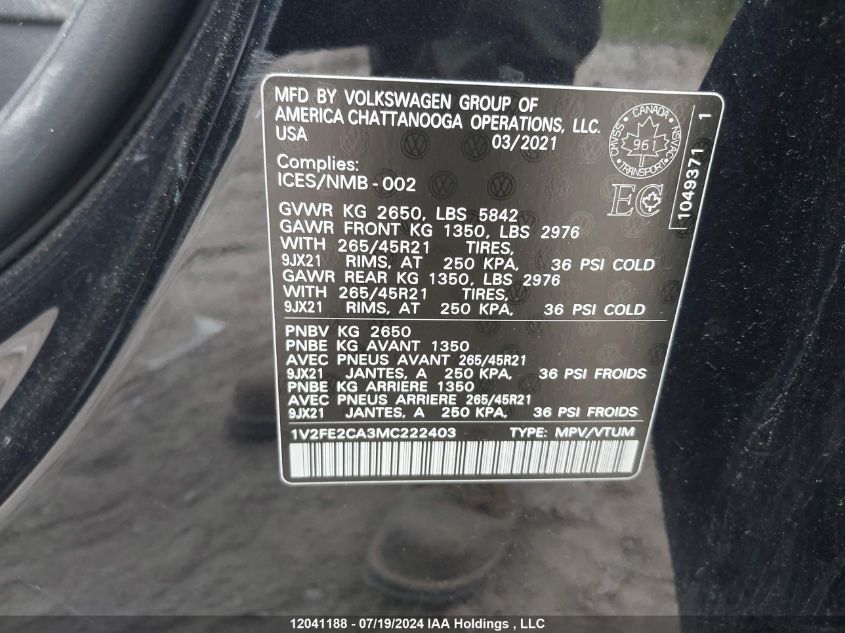 MFD BY VOLKSWAGEN GROUP OF
AMERICA CHATTANOOGA OPERATIONS, LLC.
USA 03/2021
Complies:
ICES/NMB-002
CANADA
CMVSS 961 NSVAC
TRANSPORT
EC
1049371 1
GVWR KG 2650, LBS 5842
GAWR FRONT KG 1350, LBS 2976
WITH 265/45R21 TIRES,
9JX21 RIMS, AT 250 KPA, 36 PSI COLD
GAWR REAR KG 1350, LBS 2976
WITH 265/45R21 TIRES,
9JX21 RIMS, AT 250 KPA, 36 PSI COLD
PNBV KG 2650
PNBE KG AVANT 1350
AVEC PNEUS AVANT 265/45R21
9JX21 JANTES, A 250 KPA, 36 PSI FROIDS
PNBE KG ARRIERE 1350
AVEC PNEUS ARRIERE 265/45R21
9JX21 JANTES, A 250 KPA, 36 PSI FROIDS
1V2FE2CA3MC222403 TYPE: MPV/VTUM
12041188 - 07/19/2024 IAA Holdings , LLC